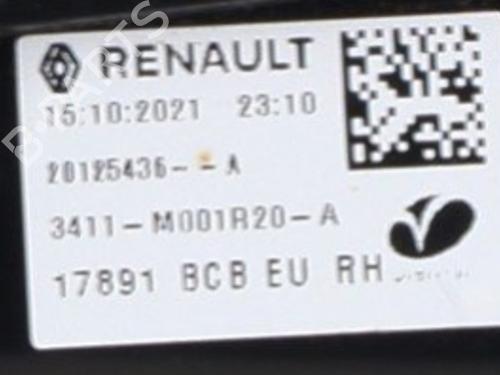 RENAULT
15:10:2021 23:10
20125436--A
3411-M001R20-A
17891 BCB EU RH